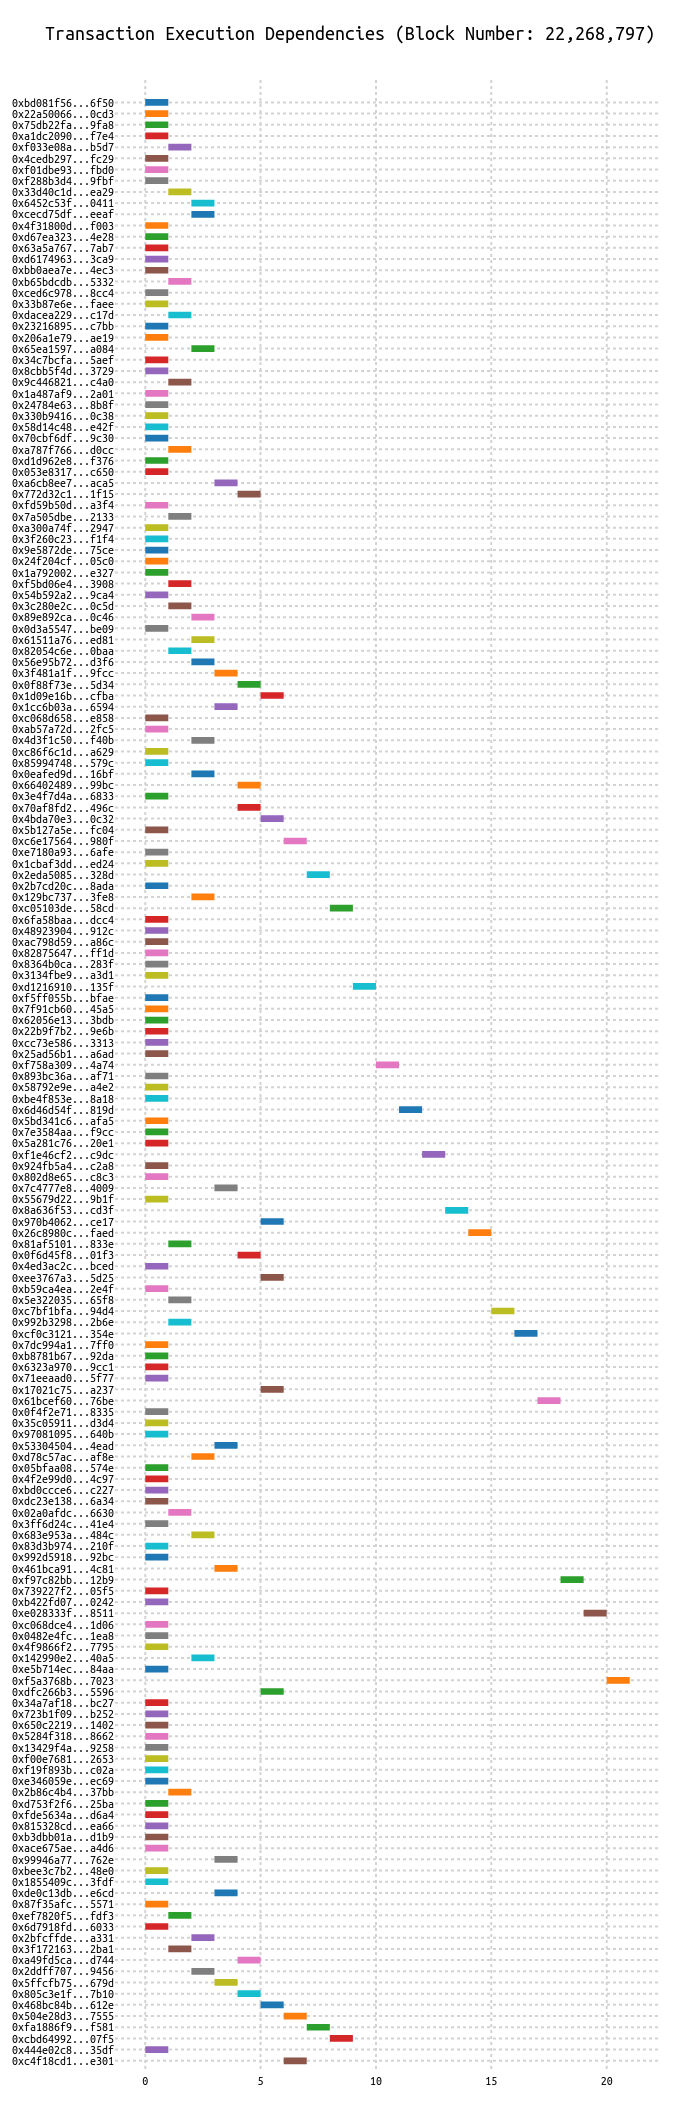 Transaction Execution Dependencies (Block Number: 22,268,797)
0xbd081f56...6f50
0x22a50066...0cd3
0x75db22fa...9fa8
0xa1dc2090...f7e4
0xf033e08a...b5d7
0x4cedb297...fc29
0xf01dbe93...fbd0
0xf288b3d4...9fbf
0x33d40c1d...ea29
0x6452c53f...0411
0xcecd75df...eeaf
0x4f31800d...f003
0xd67ea323...4e28
0x63a5a767...7ab7
0xd6174963...3ca9
0xbb0aea7e...4ec3
0xb65bdcdb...5332
0xced6c978...8cc4
0x33b87e6e...faee
0xdacea229...c17d
0x23216895...c7bb
0x206a1e79...ae19
0x65ea1597...a084
0x34c7bcfa...5aef
0x8cbb5f4d...3729
0x9c446821...c4a0
0x1a487af9...2a01
0x24784e63...8b8f
0x330b9416...0c38
0x58d14c48...e42f
0x70cbf6df...9c30
0xa787f766...d0cc
0xd1d962e8...f376
0x053e8317...c650
0xa6cb8ee7...aca5
0x772d32c1...1f15
0xfd59b50d...a3f4
0x7a505dbe...2133
0xa300a74f...2947
0x3f260c23...f1f4
0x9e5872de...75ce
0x24f204cf...05c0
0x1a792002...e327
0xf5bd06e4...3908
0x54b592a2...9ca4
0x3c280e2c...0c5d
0x89e892ca...0c46
0x0d3a5547...be09
0x61511a76...ed81
0x82054c6e...0baa
0x56e95b72...d3f6
0x3f481a1f...9fcc
0x0f88f73e...5d34
0x1d09e16b...cfba
0x1cc6b03a...6594
0xc068d658...e858
0xab57a72d...2fc5
0x4d3f1c50...f40b
0xc86f6c1d...a629
0x85994748...579c
0x0eafed9d...16bf
0x66402489...99bc
0x3e4f7d4a...6833
0x70af8fd2...496c
0x4bda70e3...0c32
0x5b127a5e...fc04
0xc6e17564...980f
0xe7180a93...6afe
0x1cbaf3dd...ed24
0x2eda5085...328d
0x2b7cd20c...8ada
0x129bc737...3fe8
0xc05103de...58cd
0x6fa58baa...dcc4
0x48923904...912c
0xac798d59...a86c
0x82875647...ff1d
0x8364b0ca...283f
0x3134fbe9...a3d1
0xd1216910...135f
0xf5ff055b...bfae
0x7f91cb60...45a5
0x62056e13...3bdb
0x22b9f7b2...9e6b
0xcc73e586...3313
0x25ad56b1...a6ad
0xf758a309...4a74
0x893bc36a...af71
0x58792e9e...a4e2
0xbe4f853e...8a18
0x6d46d54f...819d
0x5bd341c6...afa5
0x7e3584aa...f9cc
0x5a281c76...20e1
0xf1e46cf2...c9dc
0x924fb5a4...c2a8
0x802d8e65...c8c3
0x7c4777e8...4009
0x55679d22...9b1f
0x8a636f53...cd3f
0x970b4062...ce17
0x26c8980c...faed
0x81af5101...833e
0x0f6d45f8...01f3
0x4ed3ac2c...bced
0xee3767a3...5d25
0xb59ca4ea...2e4f
0x5e322035...65f8
0xc7bf1bfa...94d4
0x992b3298...2b6e
0xcf0c3121...354e
0x7dc994a1...7ff0
0xb8781b67...92da
0x6323a970...9cc1
0x71eeaad0...5f77
0x17021c75...a237
0x61bcef60...76be
0x0f4f2e71...8335
0x35c05911...d3d4
0x97081095...640b
0x53304504...4ead
0xd78c57ac...af8e
0x05bfaa08...574e
0x4f2e99d0...4c97
0xbd0ccce6...c227
0xdc23e138...6a34
0x02a0afdc...6630
0x3ff6d24c...41e4
0x683e953a...484c
0x83d3b974...210f
0x992d5918...92bc
0x461bca91...4c81
0xf97c82bb...12b9
0x739227f2...05f5
0xb422fd07...0242
0xe028333f...8511
0xc068dce4...1d06
0x0482e4fc...1ea8
0x4f9866f2...7795
0x142990e2...40a5
0xe5b714ec...84aa
0xf5a3768b...7023
0xdfc266b3...5596
0x34a7af18...bc27
0x723b1f09...b252
0x650c2219...1402
0x5284f318...8662
0x13429f4a...9258
0xf00e7681...2653
0xf19f893b...c02a
0xe346059e...ec69
0x2b86c4b4...37bb
0xd753f2f6...25ba
0xfde5634a...d6a4
0x815328cd...ea66
0xb3dbb01a...d1b9
0xace675ae...a4d6
0x99946a77...762e
0xbee3c7b2...48e0
0x1855409c...3fdf
0xde0c13db...e6cd
0x87f35afc...5571
0xef7820f5...fdf3
0x6d7918fd...6033
0x2bfcffde...a331
0x3f172163...2ba1
0xa49fd5ca...d744
0x2ddff707...9456
0x5ffcfb75...679d
0x805c3e1f...7b10
0x468bc84b...612e
0x504e28d3...7555
0xfa1886f9...f581
0xcbd64992...07f5
0x444e02c8...35df
0xc4f18cd1...e301
0 5 10 15 20